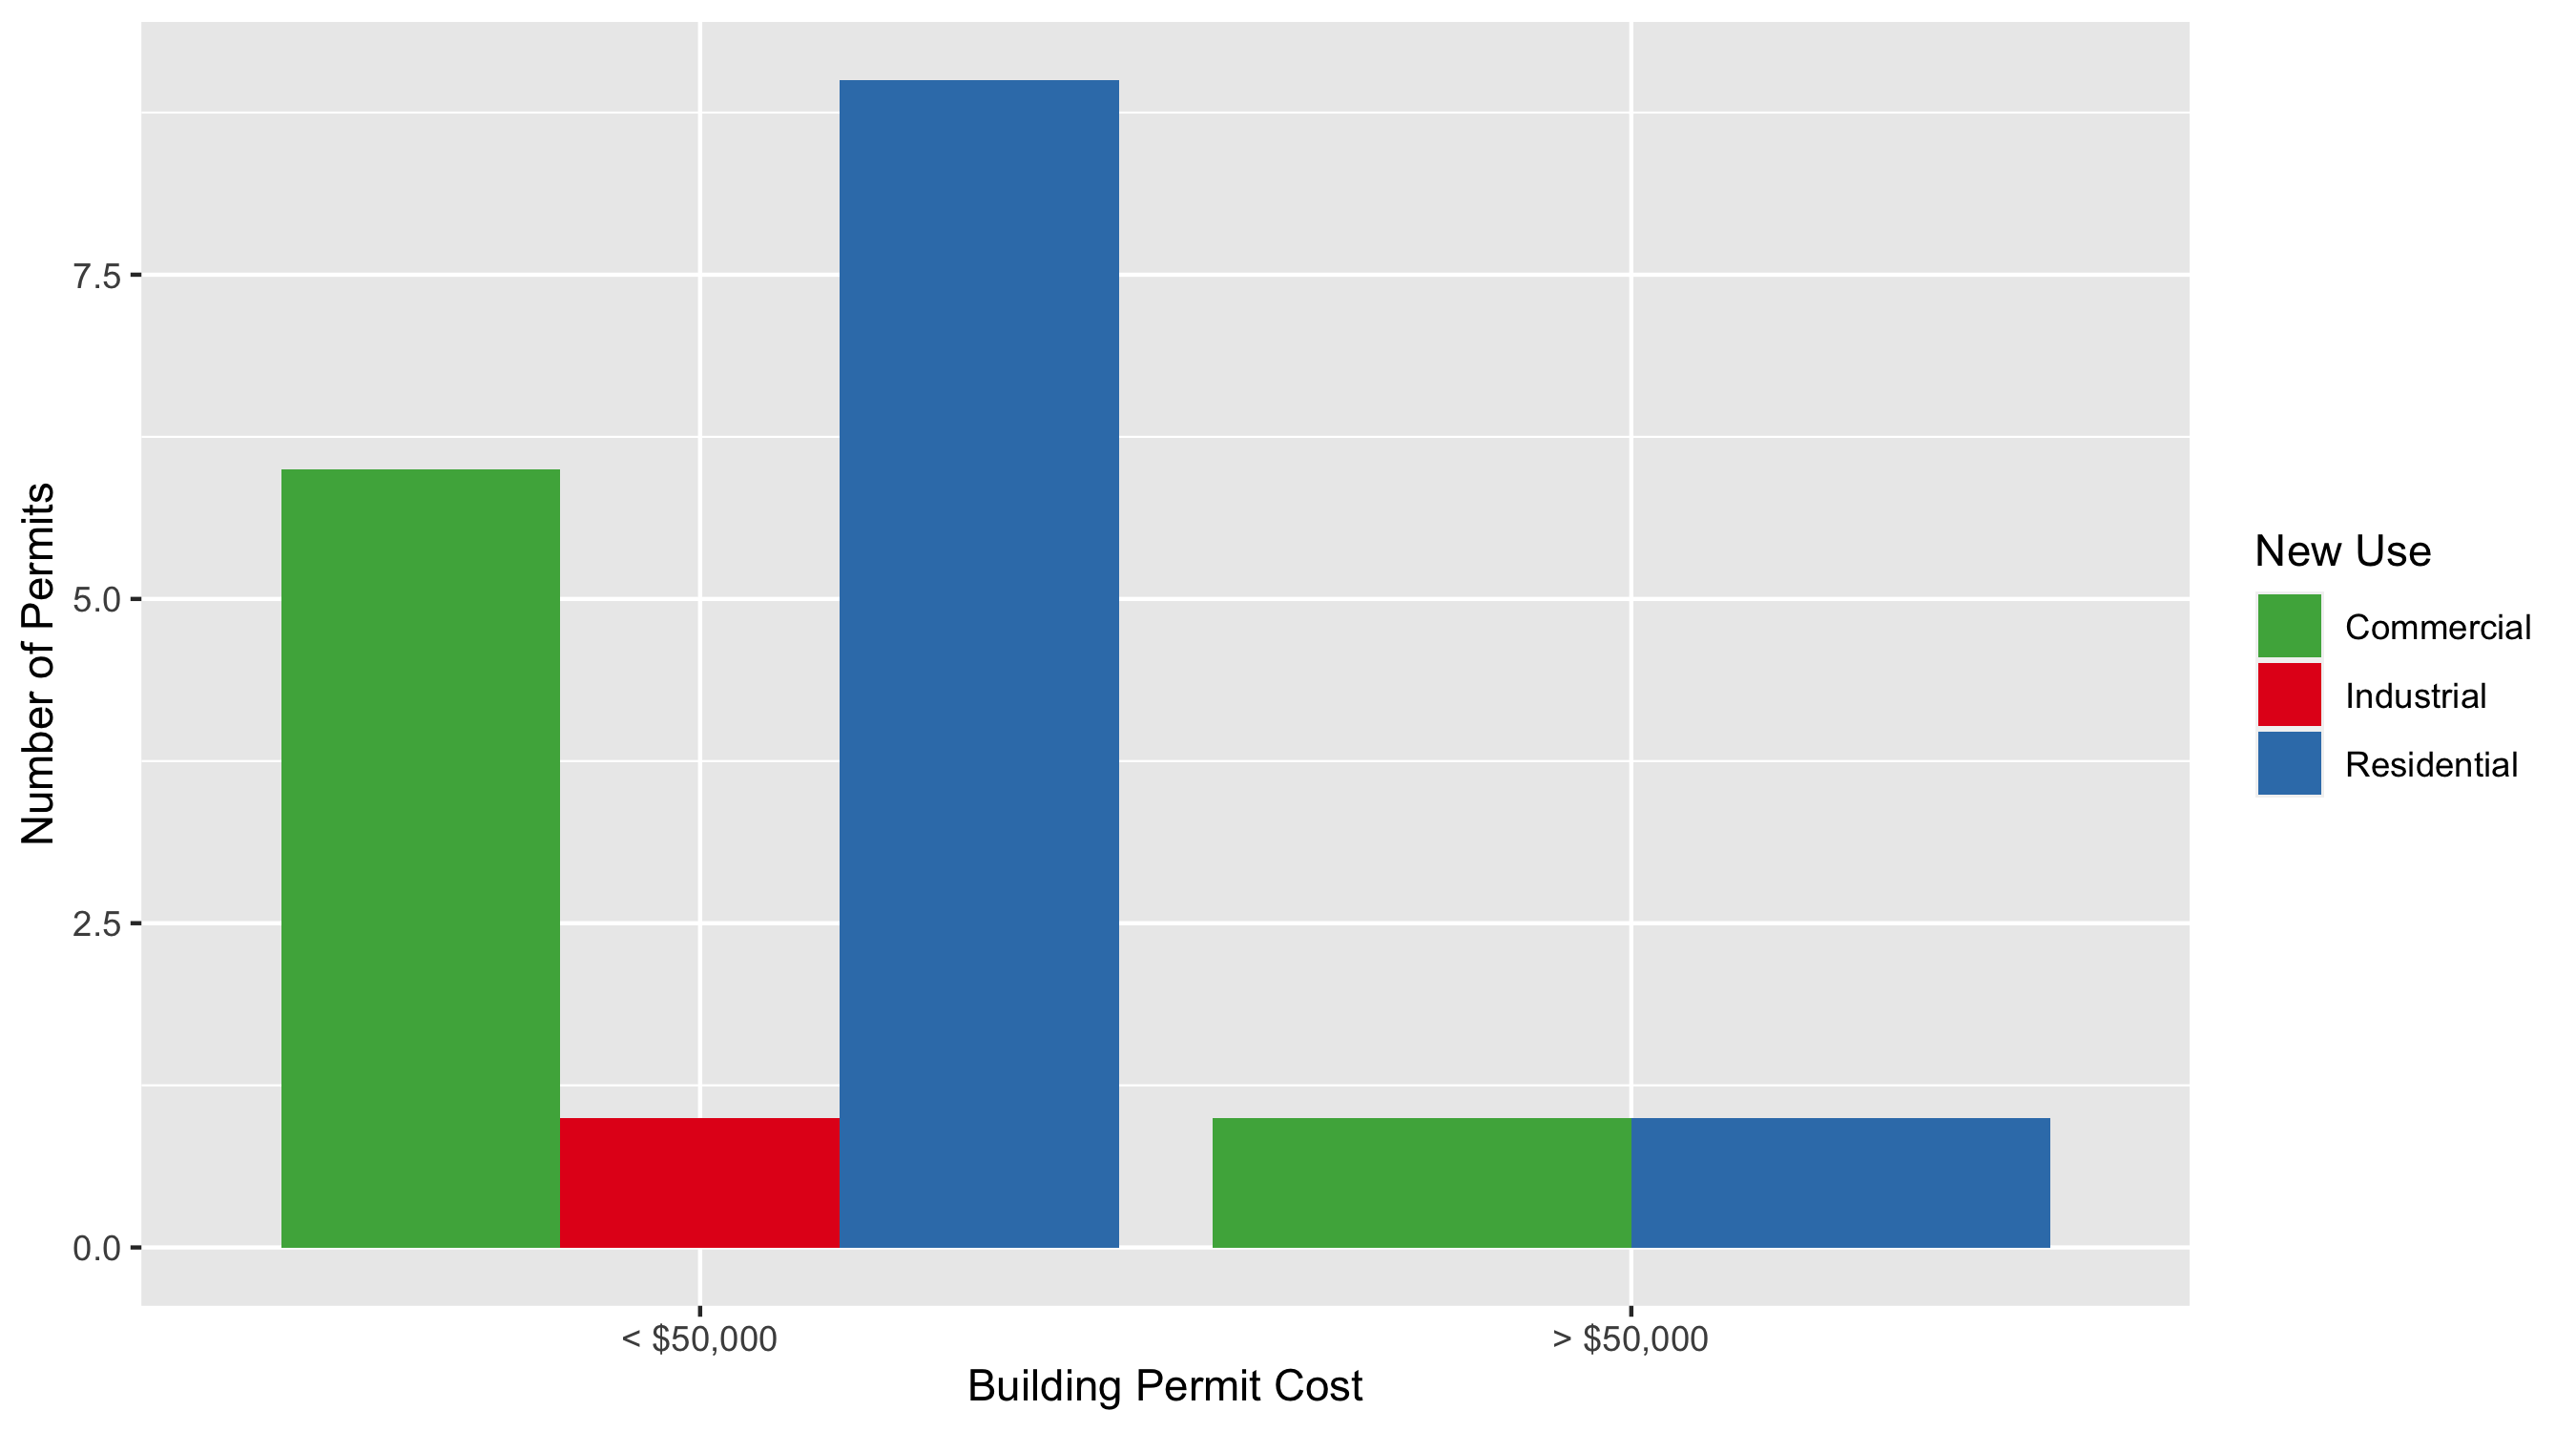 Number of Permits
7.5
5.0
2.5
0.0
< $50,000
> $50,000
Building Permit Cost
New Use
Commercial
Industrial
Residential